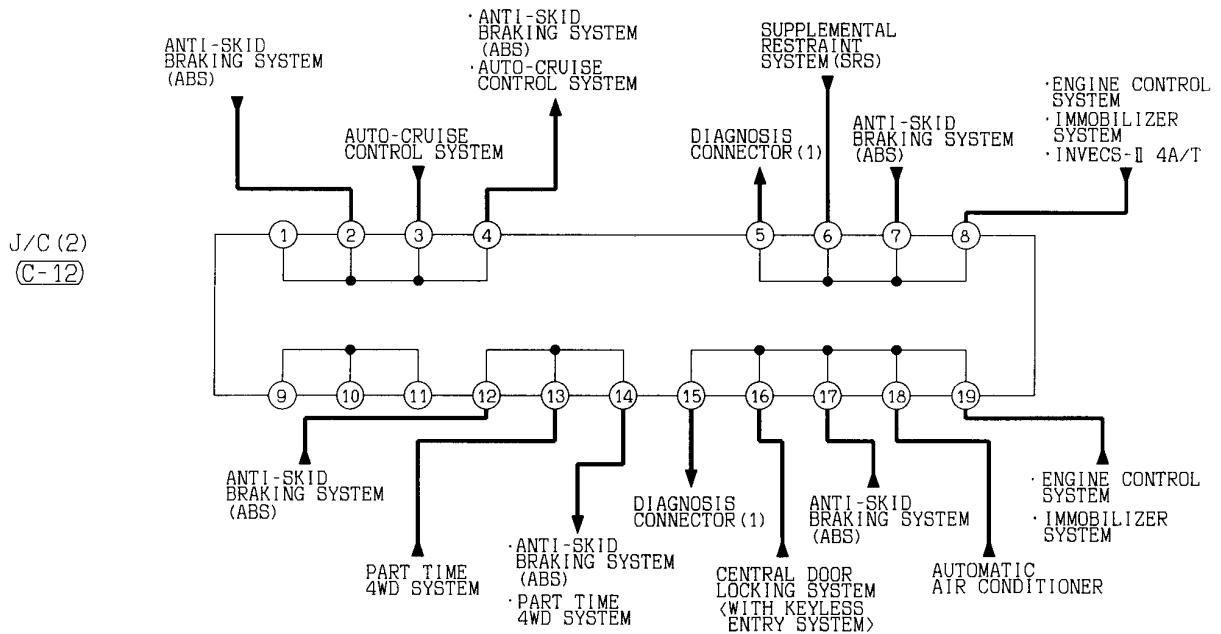 ANTI-SKID
BRAKING SYSTEM
(ABS)
·ANTI-SKID
BRAKING SYSTEM
(ABS)
·AUTO-CRUISE
CONTROL SYSTEM
AUTO-CRUISE
CONTROL SYSTEM
SUPPLEMENTAL
RESTRAINT
SYSTEM(SRS)
DIAGNOSIS
CONNECTOR(1)
ANTI-SKID
BRAKING SYSTEM
(ABS)
·ENGINE CONTROL
SYSTEM
·IMMOBILIZER
SYSTEM
·INVECS-Ⅱ 4A/T
J/C(2)
C-12
1 2 3 4 5 6 7 8
9 10 11 12 13 14 15 16 17 18 19
ANTI-SKID
BRAKING SYSTEM
(ABS)
PART TIME
4WD SYSTEM
·ANTI-SKID
BRAKING SYSTEM
(ABS)
·PART TIME
4WD SYSTEM
DIAGNOSIS
CONNECTOR(1)
CENTRAL DOOR
LOCKING SYSTEM
<WITH KEYLESS
ENTRY SYSTEM>
ANTI-SKID
BRAKING SYSTEM
(ABS)
AUTOMATIC
AIR CONDITIONER
·ENGINE CONTROL
SYSTEM
·IMMOBILIZER
SYSTEM